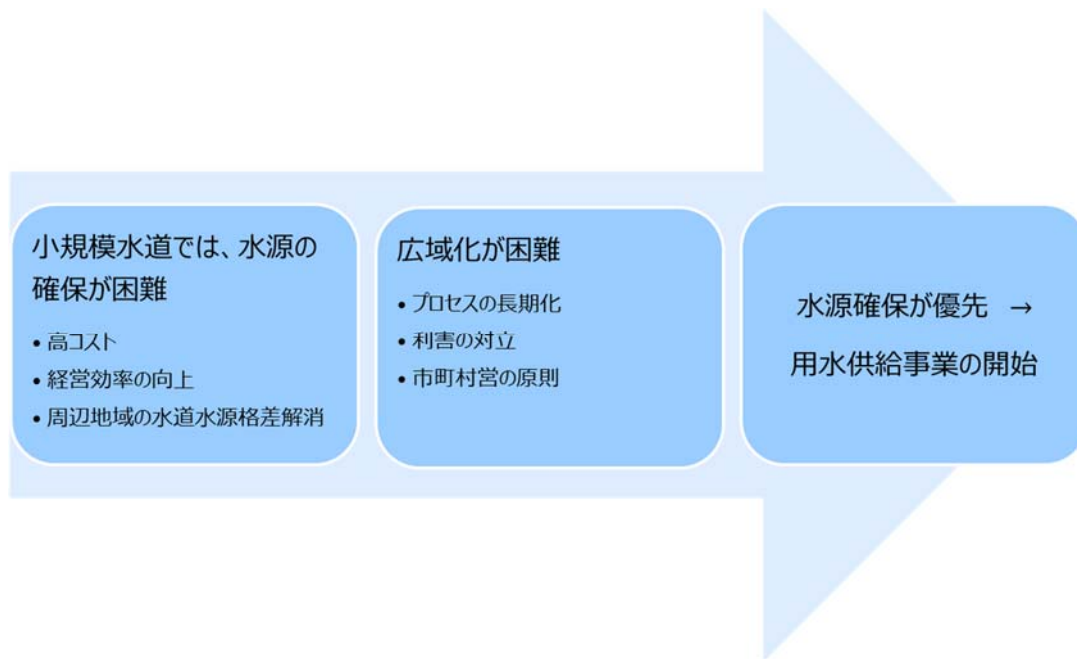 小規模水道では、水源の
確保が困難
• 高コスト
• 経営効率の向上
• 周辺地域の水道水源格差解消
広域化が困難
• プロセスの長期化
• 利害の対立
• 市町村営の原則
水源確保が優先 →
用水供給事業の開始